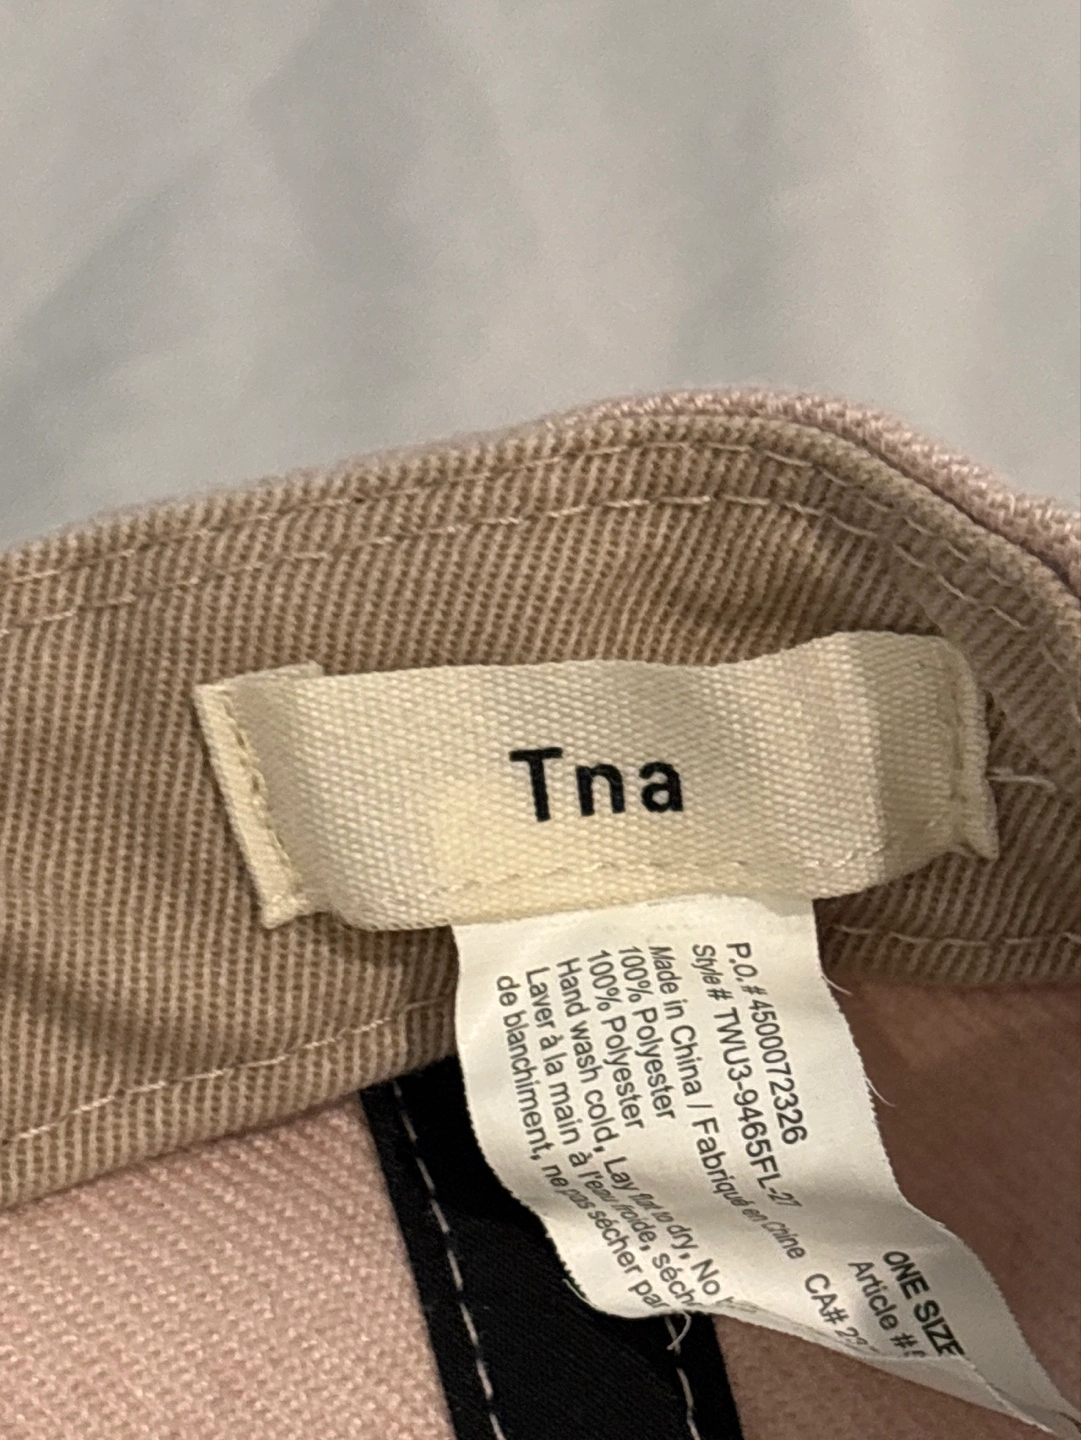 Tna
P.O.# 4500072326
Style# TWU3-9465FL-27 ONE SIZE
Made in China / Fabriqué en Chine CA# Article #
100% Polyester
100% Polyester
Hand wash cold, Lay flat to dry, No
Laver à la main à l'eau froide,
de blanchiment, ne pas sécher par